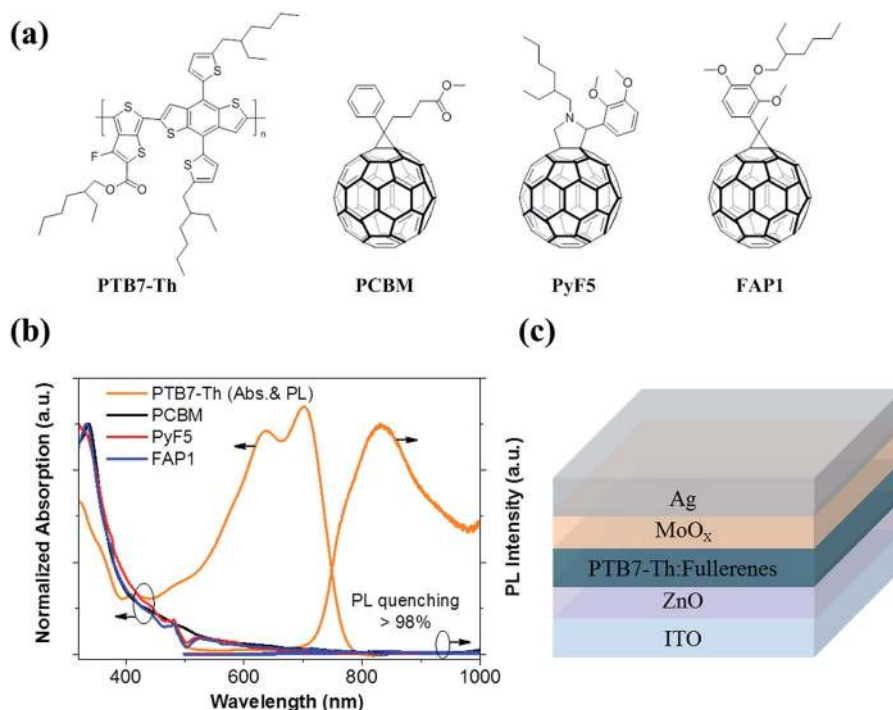 (a)
S
S
S
S
S
S
F
O
O
n
PTB7-Th
O
O
PCBM
N
O
O
PyF5
O
O
O
FAP1
(b)
Normalized Absorption (a.u.)
PTB7-Th (Abs.& PL)
PCBM
PyF5
FAP1
PL quenching
> 98%
PL Intensity (a.u.)
400
600
800
1000
Wavelength (nm)
(c)
Ag
MoOₓ
PTB7-Th:Fullerenes
ZnO
ITO